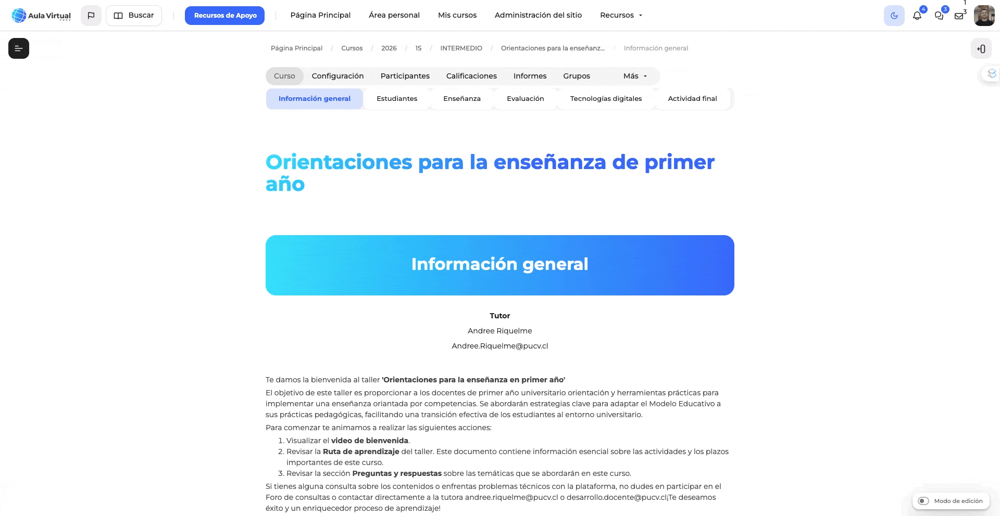 Aula Virtual
PUCV
Buscar
Recursos de Apoyo
Página Principal
Área personal
Mis cursos
Administración del sitio
Recursos
4
3
1
3
Página Principal / Cursos / 2026 / 1S / INTERMEDIO / Orientaciones para la enseñanz... / Información general
Curso
Configuración
Participantes
Calificaciones
Informes
Grupos
Más
Información general
Estudiantes
Enseñanza
Evaluación
Tecnologías digitales
Actividad final
Orientaciones para la enseñanza de primer
año
Información general
Tutor
Andree Riquelme
Andree.Riquelme@pucv.cl
Te damos la bienvenida al taller 'Orientaciones para la enseñanza en primer año'
El objetivo de este taller es proporcionar a los docentes de primer año universitario orientación y herramientas prácticas para
implementar una enseñanza oriantada por competencias. Se abordarán estrategias clave para adaptar el Modelo Educativo a
sus prácticas pedagógicas, facilitando una transición efectiva de los estudiantes al entorno universitario.
Para comenzar te animamos a realizar las siguientes acciones:
1. Visualizar el video de bienvenida.
2. Revisar la Ruta de aprendizaje del taller. Este documento contiene información esencial sobre las actividades y los plazos
importantes de este curso.
3. Revisar la sección Preguntas y respuestas sobre las temáticas que se abordarán en este curso.
Si tienes alguna consulta sobre los contenidos o enfrentas problemas técnicos con la plataforma, no dudes en participar en el
Foro de consultas o contactar directamente a la tutora andree.riquelme@pucv.cl o desarrollo.docente@pucv.cl¡Te deseamos
éxito y un enriquecedor proceso de aprendizaje!
Modo de edición